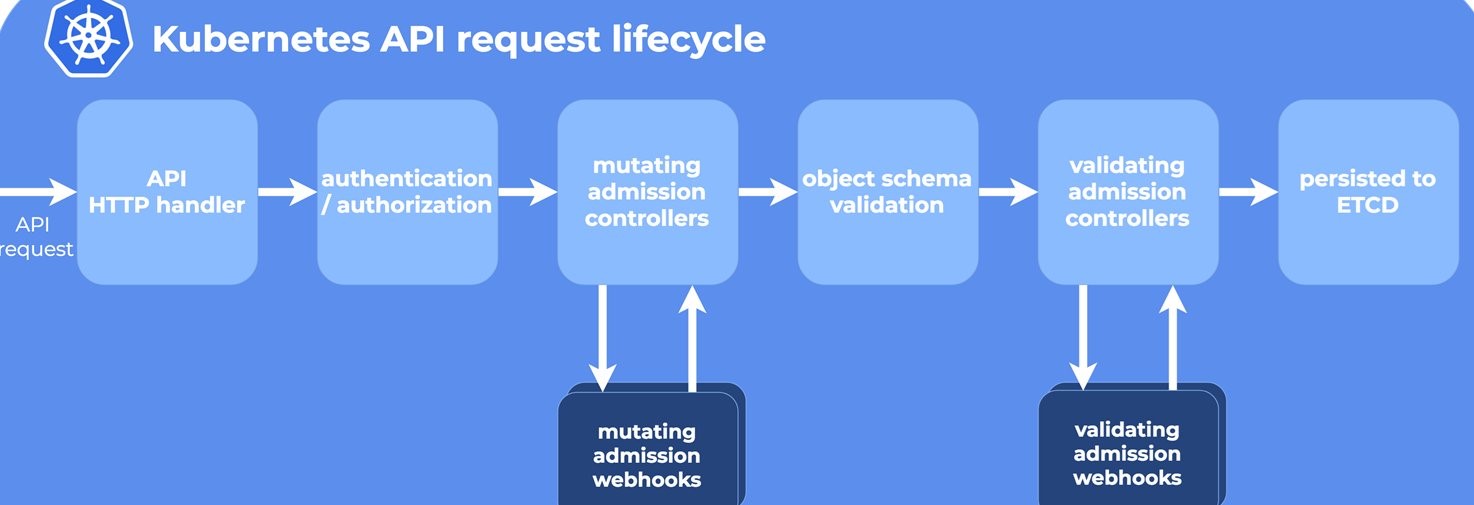 Kubernetes API request lifecycle
API
request
API
HTTP handler
authentication
/ authorization
mutating
admission
controllers
object schema
validation
validating
admission
controllers
persisted to
ETCD
mutating
admission
webhooks
validating
admission
webhooks